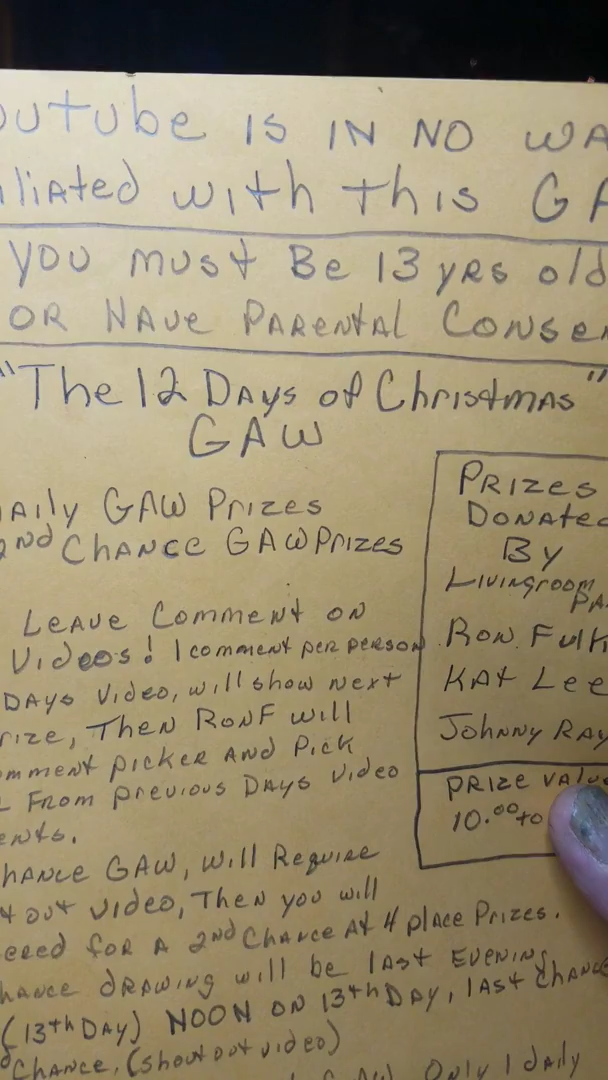 outube IS IN NO WA
iliated with this GA
YOU must Be 13 yrs old
OR HAVE PARENTAL CONSE
"The 12 DAYS of Christmas"
GAW
AILY GAW PRIZES
2nd CHANCE GAW PRIZES
PRIZES
DONATED
BY
Livingroom
PA
RON FULK
KAT LEE
JOHNNY RAY
PRIZE VALU
10.00 to
LEAVE COMMENT ON
VIDEOS! 1 comment per person
DAYS VIDEO, will show next
rize, Then RonF will
omment picker AND Pick
From previous DAYS video
ents.
HANCE GAW, Will Require
t out video, Then you will
ered for A 2nd Chance At 4 place Prizes.
hance drawing will be last Evening
(13th DAY) NOON ON 13th DAY, last Chance
Chance, (shout out video)
Only 1 daily